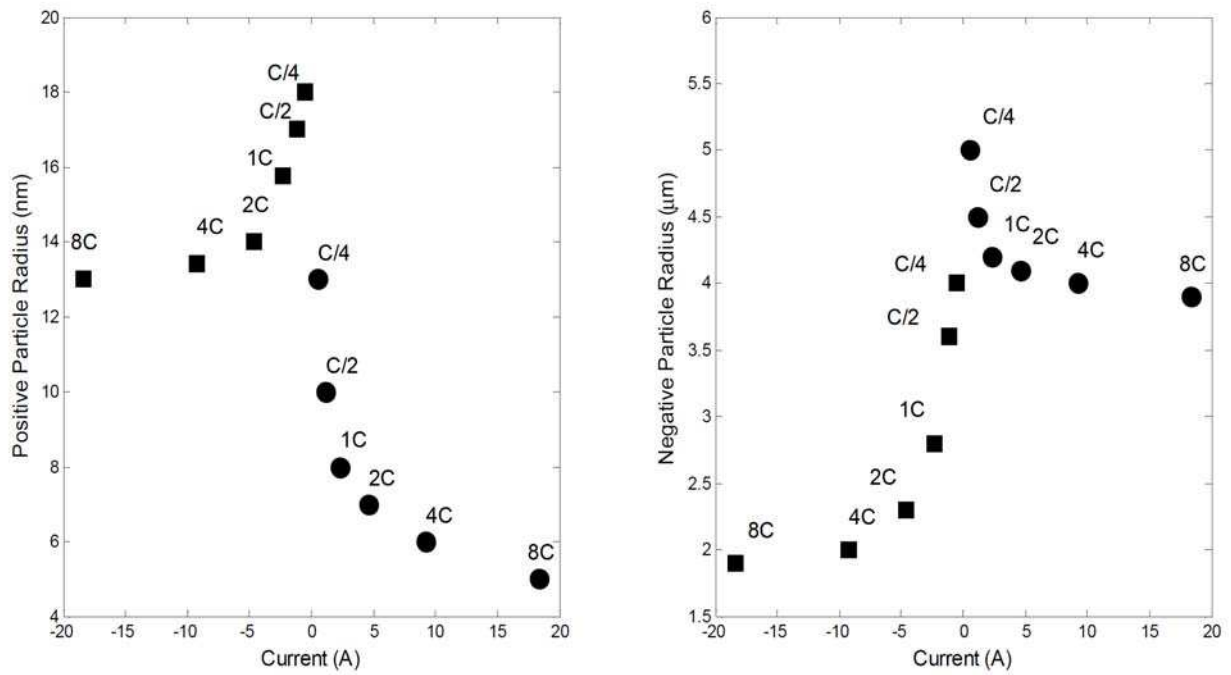 20
18
16
14
12
10
8
6
4
-20
-15
-10
-5
0
5
10
15
20
Positive Particle Radius (nm)
Current (A)
C/4
C/2
1C
2C
4C
8C
C/4
C/2
1C
2C
4C
8C
6
5.5
5
4.5
4
3.5
3
2.5
2
1.5
-20
-15
-10
-5
0
5
10
15
20
Negative Particle Radius (μm)
Current (A)
C/4
C/2
1C
2C
4C
8C
C/4
C/2
1C
2C
4C
8C